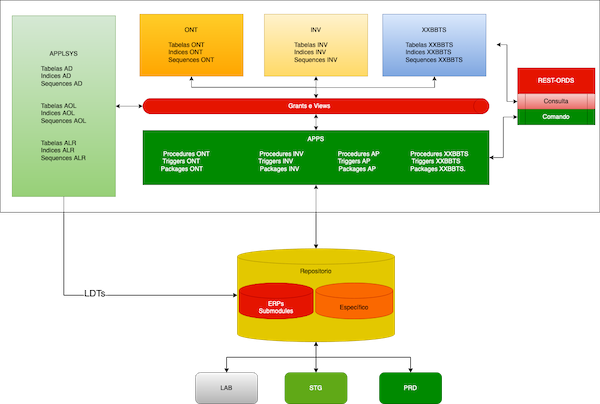 APPLSYS
Tabelas AD
Indices AD
Sequences AD
Tabelas AOL
Indices AOL
Sequences AOL
Tabelas ALR
Indices ALR
Sequences ALR
ONT
Tabelas ONT
Indices ONT
Sequences ONT
INV
Tabelas INV
Indices INV
Sequences INV
XXBBTS
Tabelas XXBBTS
Indices XXBBTS
Sequences XXBBTS
REST-ORDS
Consulta
Comando
Grants e Views
APPS
Procedures ONT
Triggers ONT
Packages ONT
Procedures INV
Triggers INV
Packages INV
Procedures AP
Triggers AP
Packages AP
Procedures XXBBTS
Triggers XXBBTS
Packages XXBBTS.
LDTs
Repositorio
ERPs
Submodules
Específico
LAB
STG
PRD